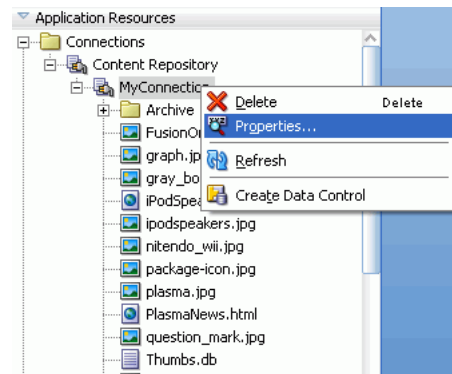 Application Resources
Connections
Content Repository
MyConnection
Delete Delete
Archive
Properties...
graph.jp
gray_bo
Refresh
iPodSpea
Create Data Control
ipodspeakers.jpg
nitendo_wii.jpg
package-icon.jpg
plasma.jpg
PlasmaNews.html
question_mark.jpg
Thumbs.db